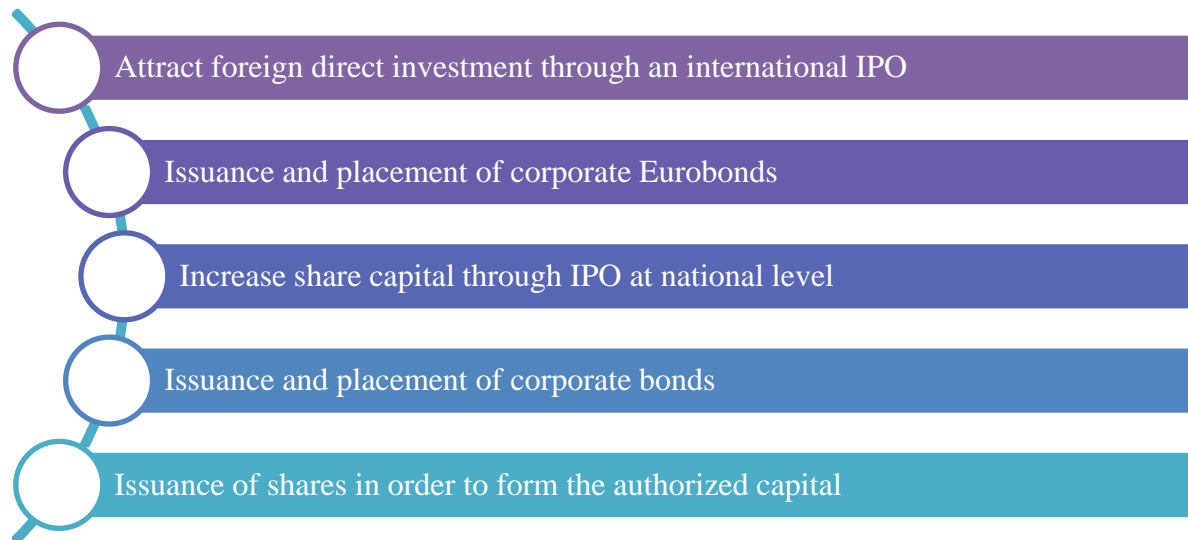 Attract foreign direct investment through an international IPO
Issuance and placement of corporate Eurobonds
Increase share capital through IPO at national level
Issuance and placement of corporate bonds
Issuance of shares in order to form the authorized capital